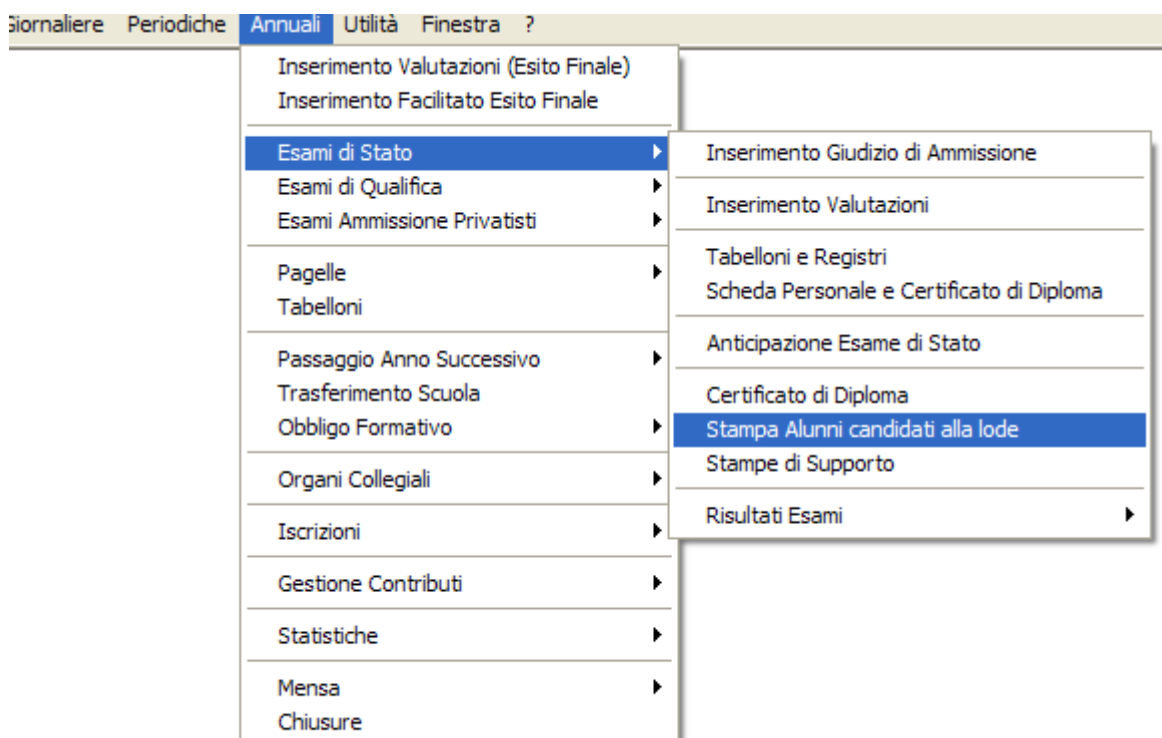 Giornaliere Periodiche Annuali Utilità Finestra ?
Inserimento Valutazioni (Esito Finale)
Inserimento Facilitato Esito Finale
Esami di Stato
Esami di Qualifica
Esami Ammissione Privatisti
Pagelle
Tabelloni
Passaggio Anno Successivo
Trasferimento Scuola
Obbligo Formativo
Organi Collegiali
Iscrizioni
Gestione Contributi
Statistiche
Mensa
Chiusure
Inserimento Giudizio di Ammissione
Inserimento Valutazioni
Tabelloni e Registri
Scheda Personale e Certificato di Diploma
Anticipazione Esame di Stato
Certificato di Diploma
Stampa Alunni candidati alla lode
Stampe di Supporto
Risultati Esami